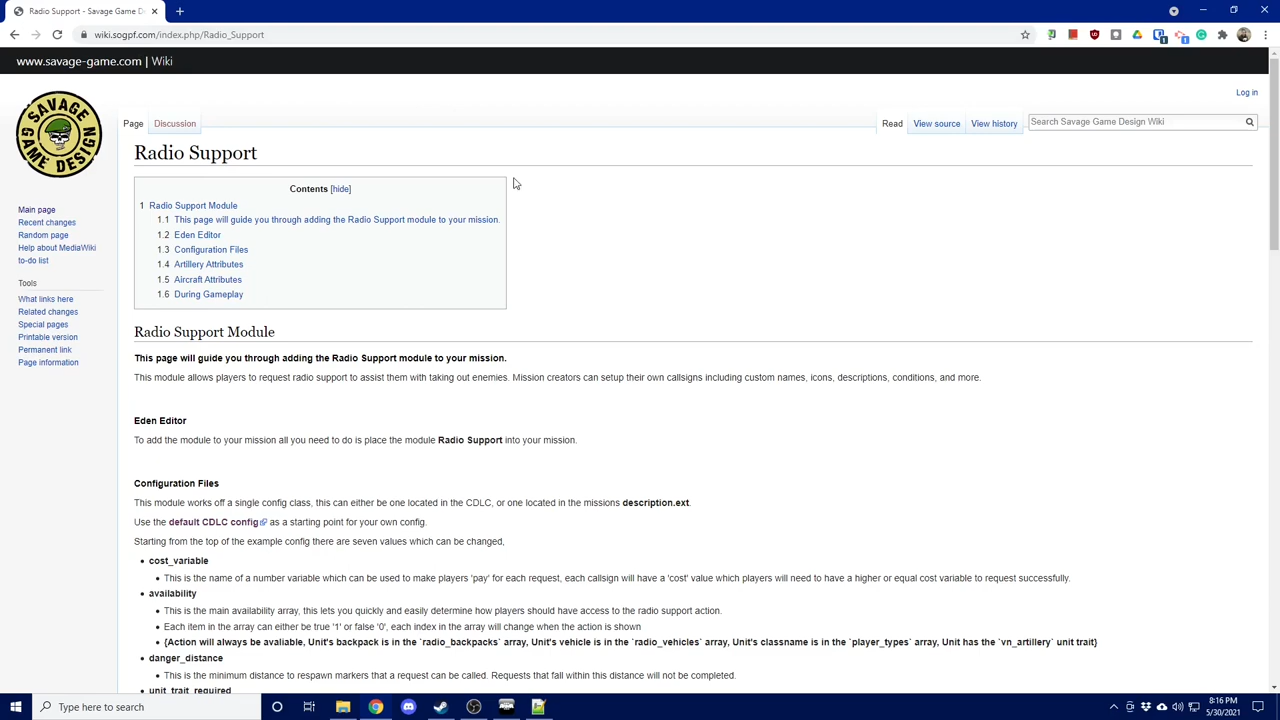 Radio Support - Savage Game D
wiki.sogpf.com/index.php/Radio_Support
www.savage-game.com | Wiki
Log in
SAVAGE
GAME DESIGN
Page
Discussion
Read
View source
View history
Search Savage Game Design Wiki
Radio Support
Contents [hide]
1 Radio Support Module
1.1 This page will guide you through adding the Radio Support module to your mission.
1.2 Eden Editor
1.3 Configuration Files
1.4 Artillery Attributes
1.5 Aircraft Attributes
1.6 During Gameplay
Main page
Recent changes
Random page
Help about MediaWiki
to-do list
Tools
What links here
Related changes
Special pages
Printable version
Permanent link
Page information
Radio Support Module
This page will guide you through adding the Radio Support module to your mission.
This module allows players to request radio support to assist them with taking out enemies. Mission creators can setup their own callsigns including custom names, icons, descriptions, conditions, and more.
Eden Editor
To add the module to your mission all you need to do is place the module Radio Support into your mission.
Configuration Files
This module works off a single config class, this can either be one located in the CDLC, or one located in the missions description.ext.
Use the default CDLC config as a starting point for your own config.
Starting from the top of the example config there are seven values which can be changed,
• cost_variable
• This is the name of a number variable which can be used to make players 'pay' for each request, each callsign will have a 'cost' value which players will need to have a higher or equal cost variable to request successfully.
• availability
• This is the main availability array, this lets you quickly and easily determine how players should have access to the radio support action.
• Each item in the array can either be true '1' or false '0', each index in the array will change when the action is shown
• {Action will always be avaliable, Unit's backpack is in the `radio_backpacks` array, Unit's vehicle is in the `radio_vehicles` array, Unit's classname is in the `player_types` array, Unit has the `vn_artillery` unit trait}
• danger_distance
• This is the minimum distance to respawn markers that a request can be called. Requests that fall within this distance will not be completed.
• unit_trait_required
Type here to search
8:16 PM
5/30/2021